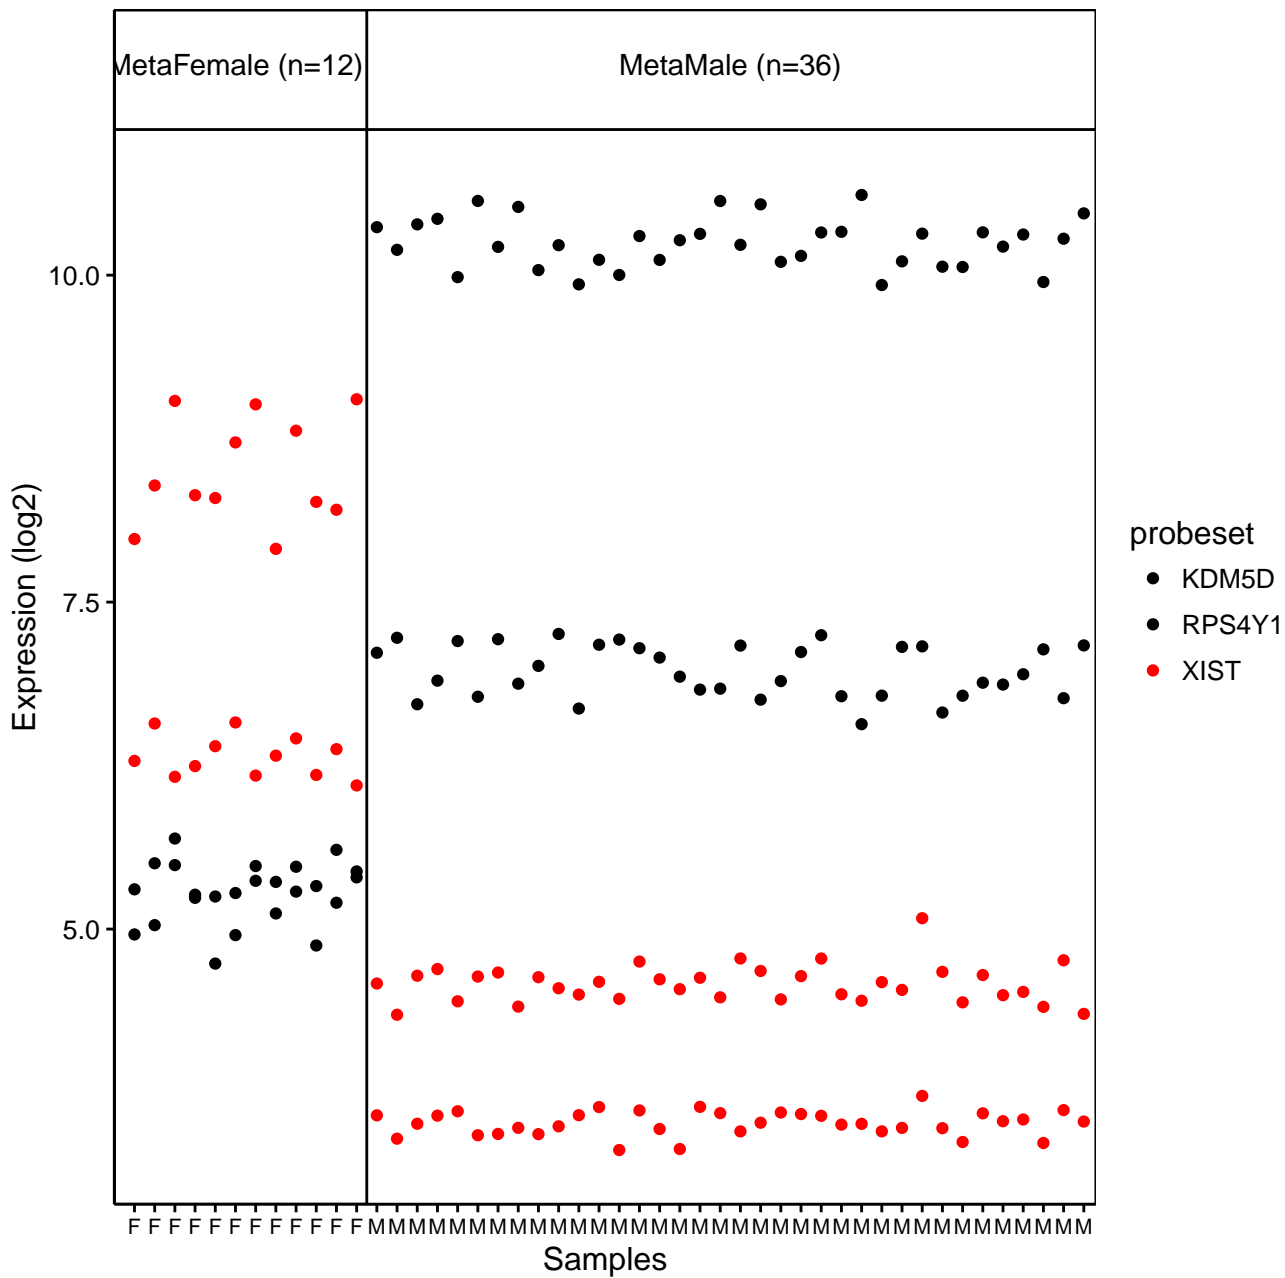 MetaFemale (n=12)
MetaMale (n=36)
Expression (log2)
10.0
7.5
5.0
F F F F F F F F F F F F M M M M M M M M M M M M M M M M M M M M M M M M M M M M M M M M M M M M
Samples
probeset
KDM5D
RPS4Y1
XIST